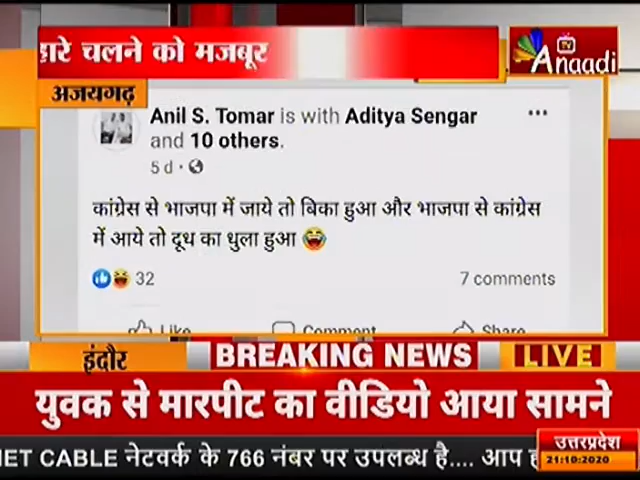 हारे चलने को मजबूर
TV
Anaadi
अजयगढ़
Anil S. Tomar is with Aditya Sengar
and 10 others.
5 d
कांग्रेस से भाजपा में जाये तो बिका हुआ और भाजपा से कांग्रेस
में आये तो दूध का धुला हुआ 😂
32
7 comments
Like Comment Share
इंदौर
BREAKING NEWS
LIVE
युवक से मारपीट का वीडियो आया सामने
NET CABLE नेटवर्क के 766 नंबर पर उपलब्ध है.... आप
उत्तरप्रदेश
21:10:2020